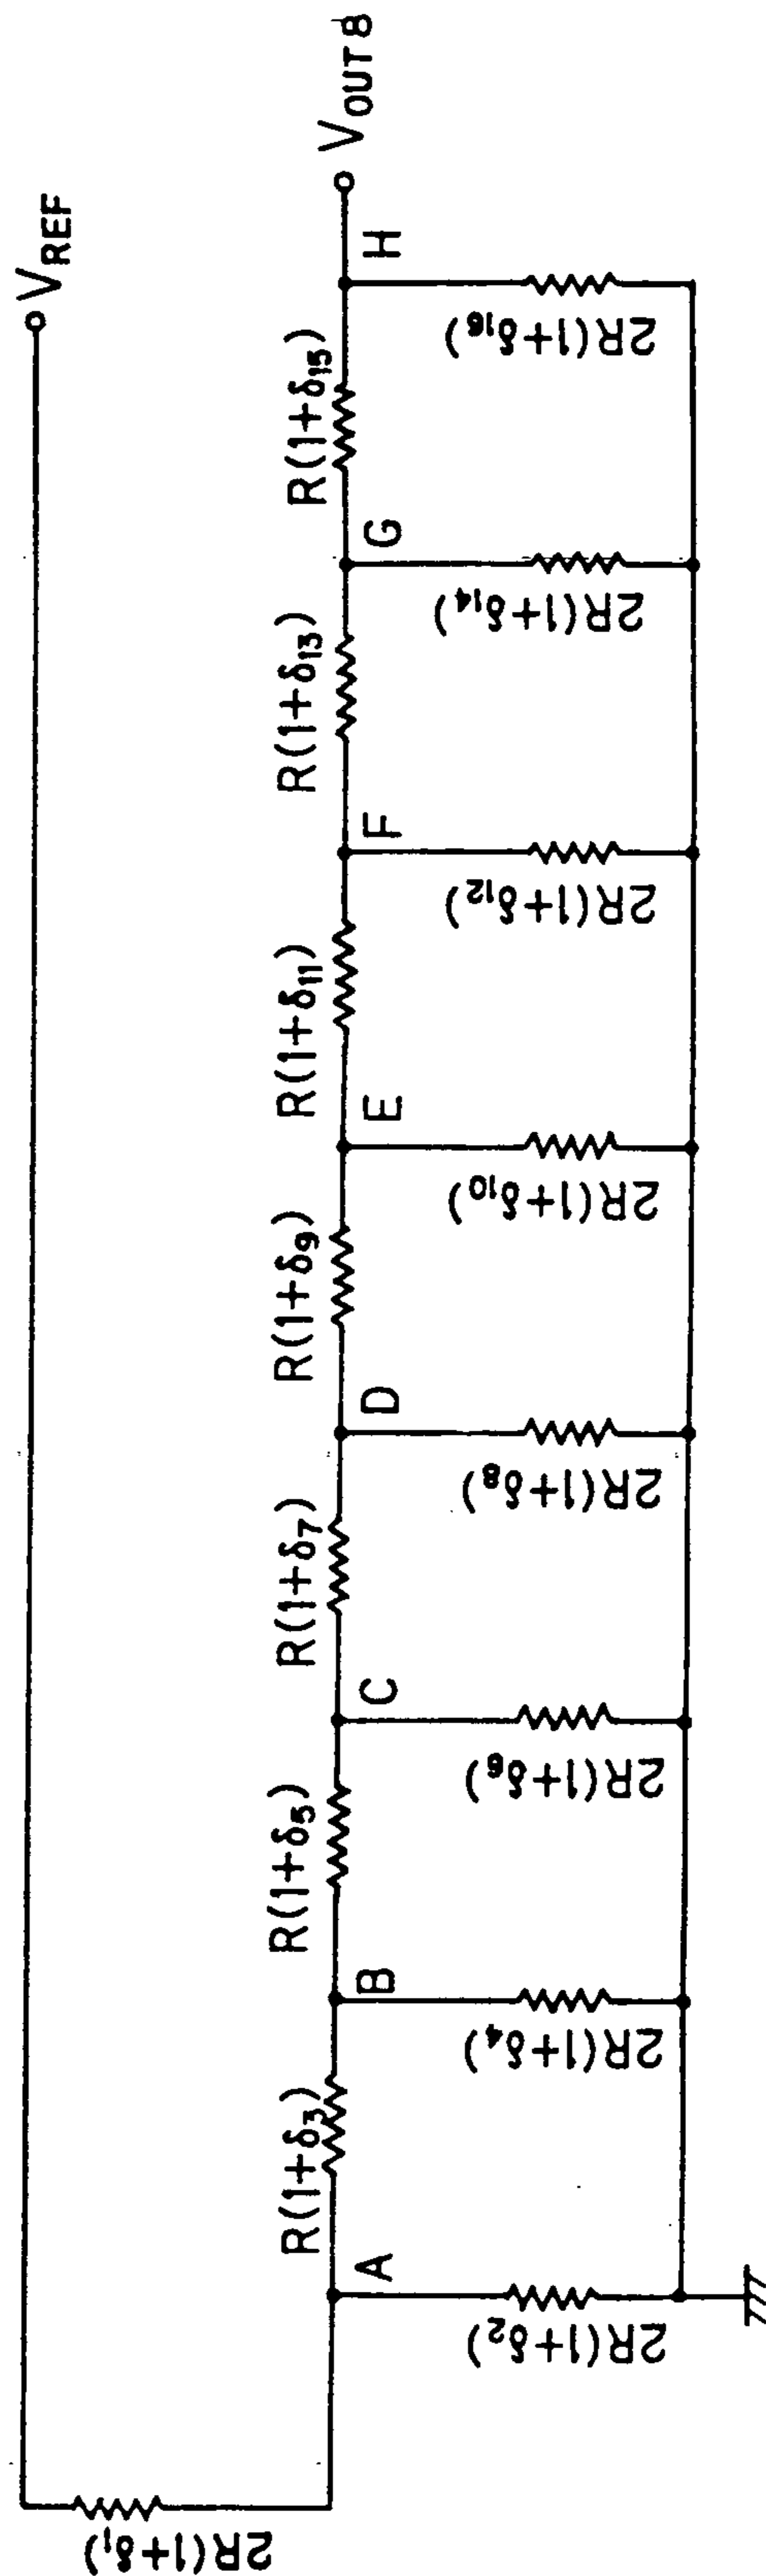 V_REF
V_OUT8
2R(1+δ₁)
R(1+δ₃)
R(1+δ₅)
R(1+δ₇)
R(1+δ₉)
R(1+δ₁₁)
R(1+δ₁₃)
R(1+δ₁₅)
A
B
C
D
E
F
G
H
2R(1+δ₂)
2R(1+δ₄)
2R(1+δ₆)
2R(1+δ₈)
2R(1+δ₁₀)
2R(1+δ₁₂)
2R(1+δ₁₄)
2R(1+δ₁₆)